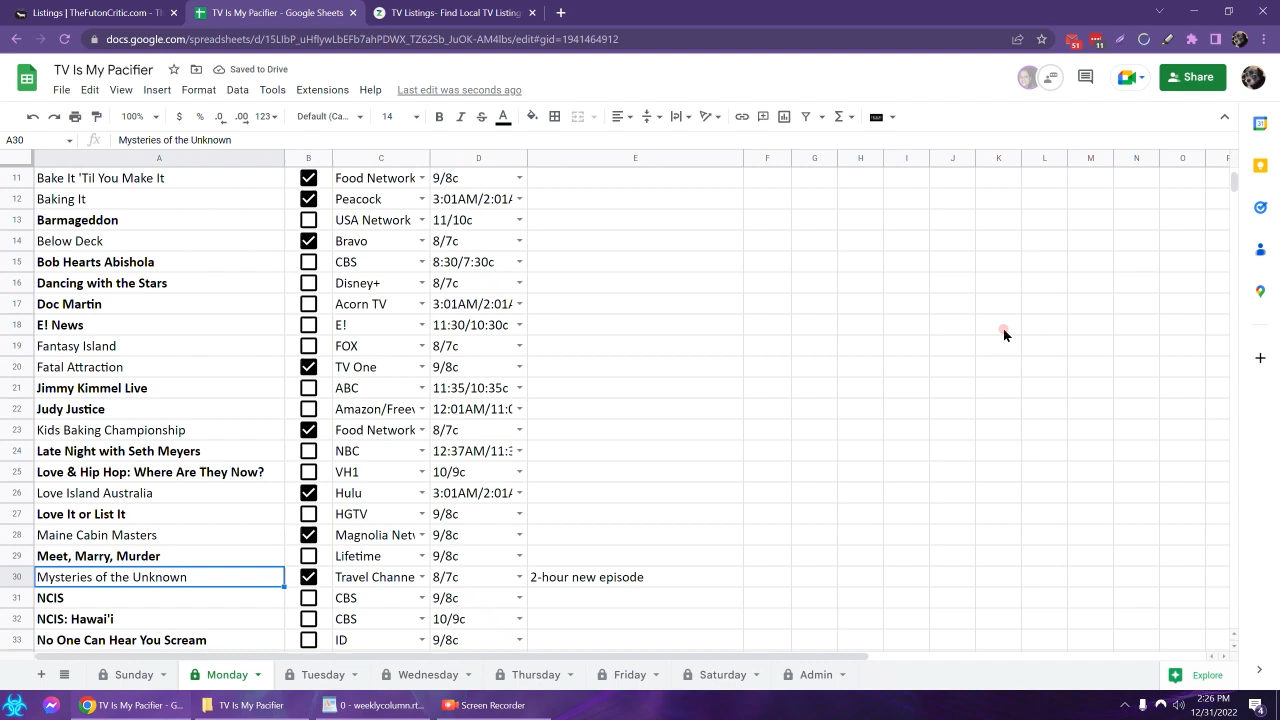 Listings | TheFutonCritic.com - Th
TV Is My Pacifier - Google Sheets
TV Listings- Find Local TV Listing
docs.google.com/spreadsheets/d/15LIbP_uHflywLbEFb7ahPDWX_TZ62Sb_JuOK-AM4lbs/edit#gid=1941464912
51
11
TV Is My Pacifier
Saved to Drive
File Edit View Insert Format Data Tools Extensions Help Last edit was seconds ago
Share
100% $ % .0 .00 123 Default (Ca... 14 B I S A
A30 fx Mysteries of the Unknown
A B C D E F G H I J K L M N O P
11 Bake It 'Til You Make It Food Network 9/8c
12 Baking It Peacock 3:01AM/2:01A
13 Barmageddon USA Network 11/10c
14 Below Deck Bravo 8/7c
15 Bob Hearts Abishola CBS 8:30/7:30c
16 Dancing with the Stars Disney+ 8/7c
17 Doc Martin Acorn TV 3:01AM/2:01A
18 E! News E! 11:30/10:30c
19 Fantasy Island FOX 8/7c
20 Fatal Attraction TV One 9/8c
21 Jimmy Kimmel Live ABC 11:35/10:35c
22 Judy Justice Amazon/Freev 12:01AM/11:0
23 Kids Baking Championship Food Network 8/7c
24 Late Night with Seth Meyers NBC 12:37AM/11:3
25 Love & Hip Hop: Where Are They Now? VH1 10/9c
26 Love Island Australia Hulu 3:01AM/2:01A
27 Love It or List It HGTV 9/8c
28 Maine Cabin Masters Magnolia Netw 9/8c
29 Meet, Marry, Murder Lifetime 9/8c
30 Mysteries of the Unknown Travel Channe 8/7c 2-hour new episode
31 NCIS CBS 9/8c
32 NCIS: Hawai'i CBS 10/9c
33 No One Can Hear You Scream ID 9/8c
Sunday Monday Tuesday Wednesday Thursday Friday Saturday Admin Explore
TV Is My Pacifier - G... TV Is My Pacifier 0 - weeklycolumn.rt... Screen Recorder 2:26 PM
12/31/2022
4